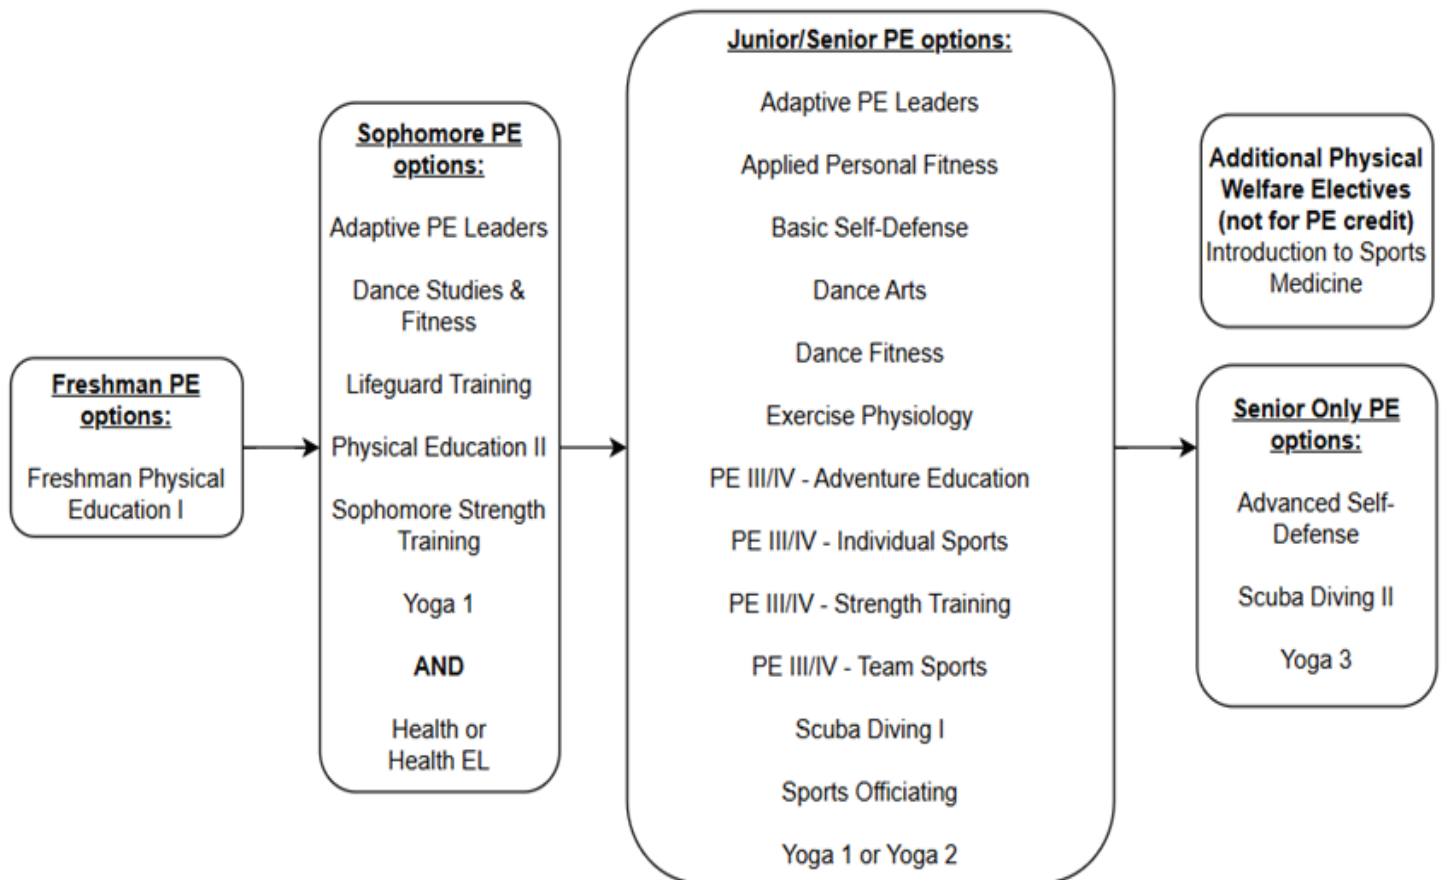 Freshman PE
options:
Freshman Physical
Education I
Sophomore PE
options:
Adaptive PE Leaders
Dance Studies &
Fitness
Lifeguard Training
Physical Education II
Sophomore Strength
Training
Yoga 1
AND
Health or
Health EL
Junior/Senior PE options:
Adaptive PE Leaders
Applied Personal Fitness
Basic Self-Defense
Dance Arts
Dance Fitness
Exercise Physiology
PE III/IV - Adventure Education
PE III/IV - Individual Sports
PE III/IV - Strength Training
PE III/IV - Team Sports
Scuba Diving I
Sports Officiating
Yoga 1 or Yoga 2
Additional Physical
Welfare Electives
(not for PE credit)
Introduction to Sports
Medicine
Senior Only PE
options:
Advanced Self-
Defense
Scuba Diving II
Yoga 3